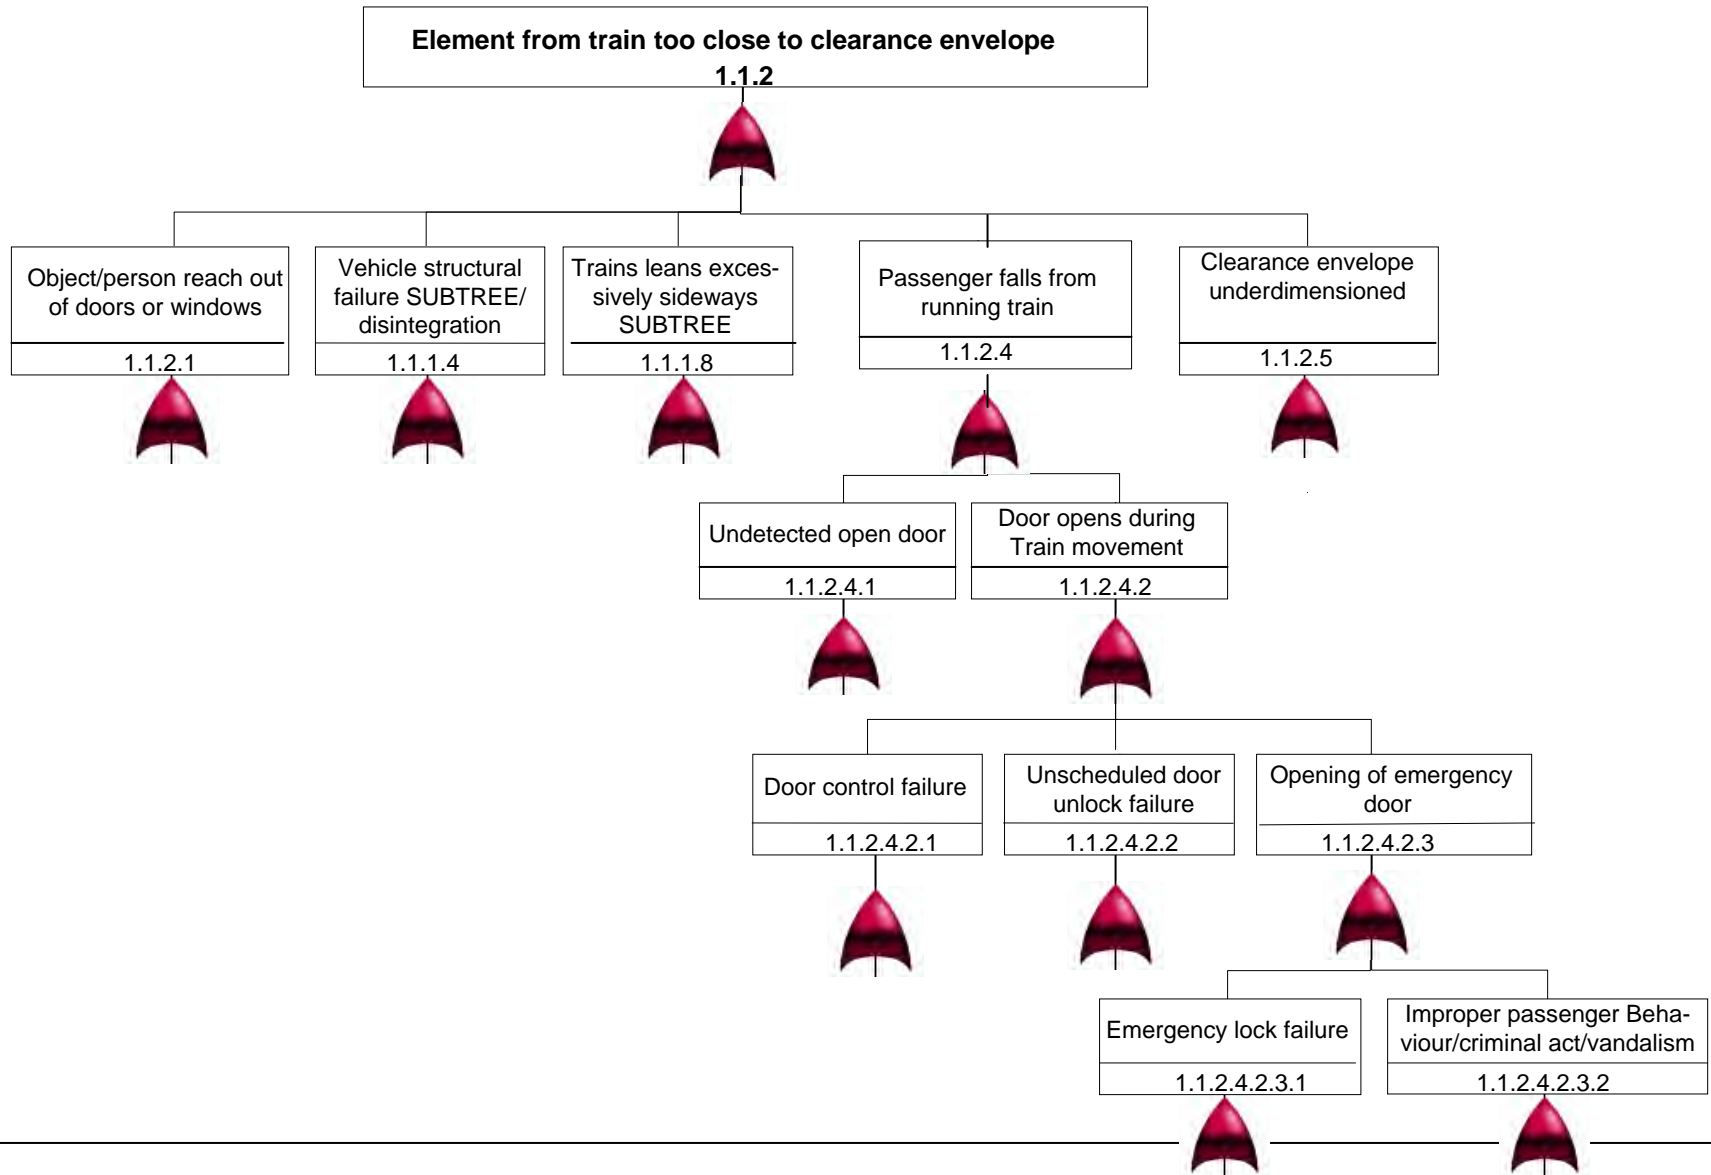 Element from train too close to clearance envelope
1.1.2
Object/person reach out
of doors or windows
1.1.2.1
Vehicle structural
failure SUBTREE/
disintegration
1.1.1.4
Trains leans exces-
sively sideways
SUBTREE
1.1.1.8
Passenger falls from
running train
1.1.2.4
Clearance envelope
underdimensioned
1.1.2.5
Undetected open door
1.1.2.4.1
Door opens during
Train movement
1.1.2.4.2
Door control failure
1.1.2.4.2.1
Unscheduled door
unlock failure
1.1.2.4.2.2
Opening of emergency
door
1.1.2.4.2.3
Emergency lock failure
1.1.2.4.2.3.1
Improper passenger Beha-
viour/criminal act/vandalism
1.1.2.4.2.3.2